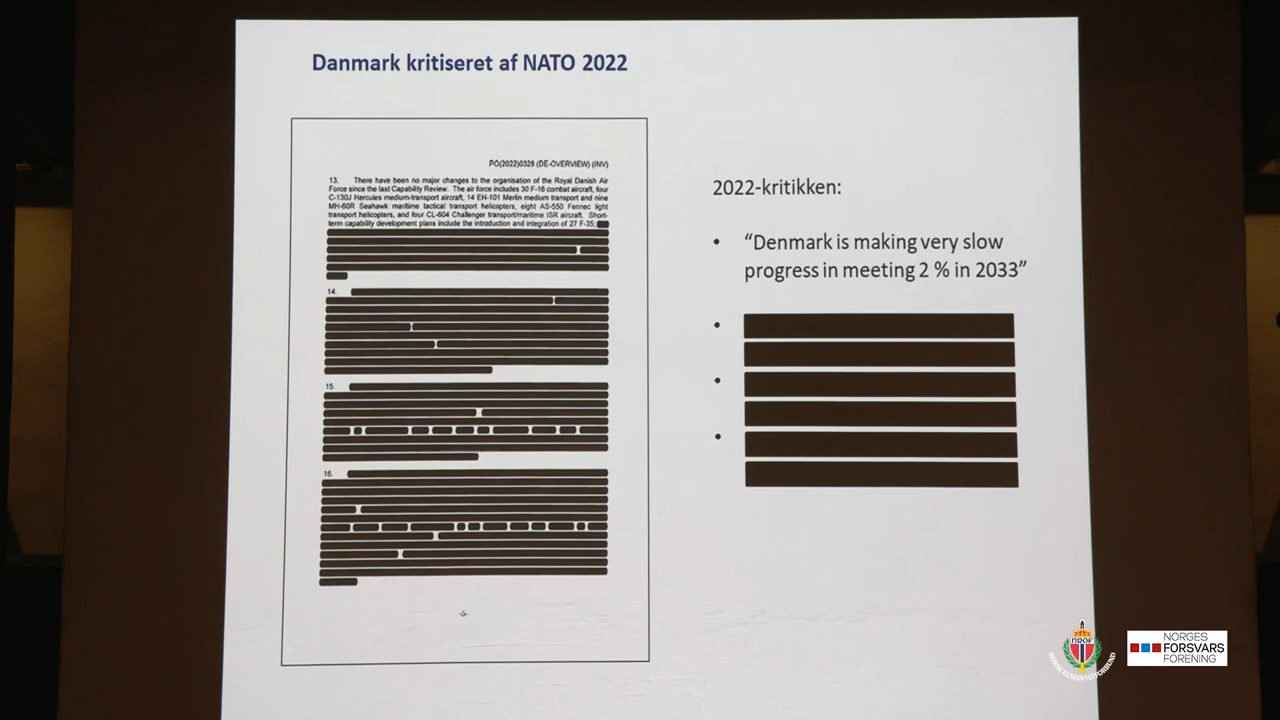 Danmark kritiseret af NATO 2022
PO(2022)0328 (DE-OVERVIEW) (INV)
13. There have been no major changes to the organisation of the Royal Danish Air
Force since the last Capability Review. The air force includes 30 F-16 combat aircraft, four
C-130J Hercules medium-transport aircraft, 14 EH-101 Merlin medium transport and nine
MH-60R Seahawk maritime tactical transport helicopters, eight AS-550 Fennec light
transport helicopters, and four CL-604 Challenger transport/maritime ISR aircraft. Short-
term capability development plans include the introduction and integration of 27 F-35;
14.
15.
16.
2022-kritikken:
• “Denmark is making very slow
progress in meeting 2 % in 2033”
•
•
•
NROF
NORSK RESERVISTFORBUND
NORGES
FORSVARS
FORENING